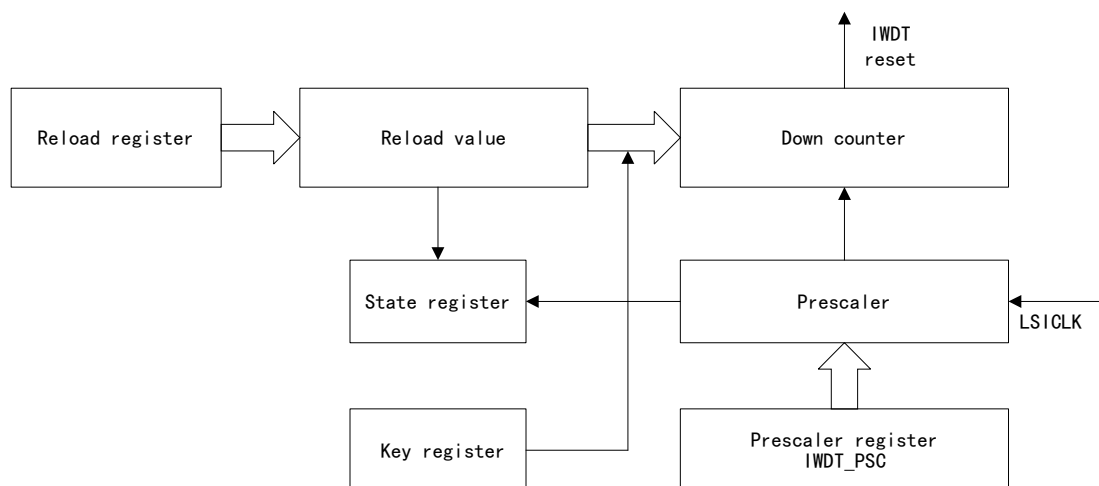 IWDT
reset
Reload register
Reload value
Down counter
State register
Prescaler
LSICLK
Key register
Prescaler register
IWDT_PSC